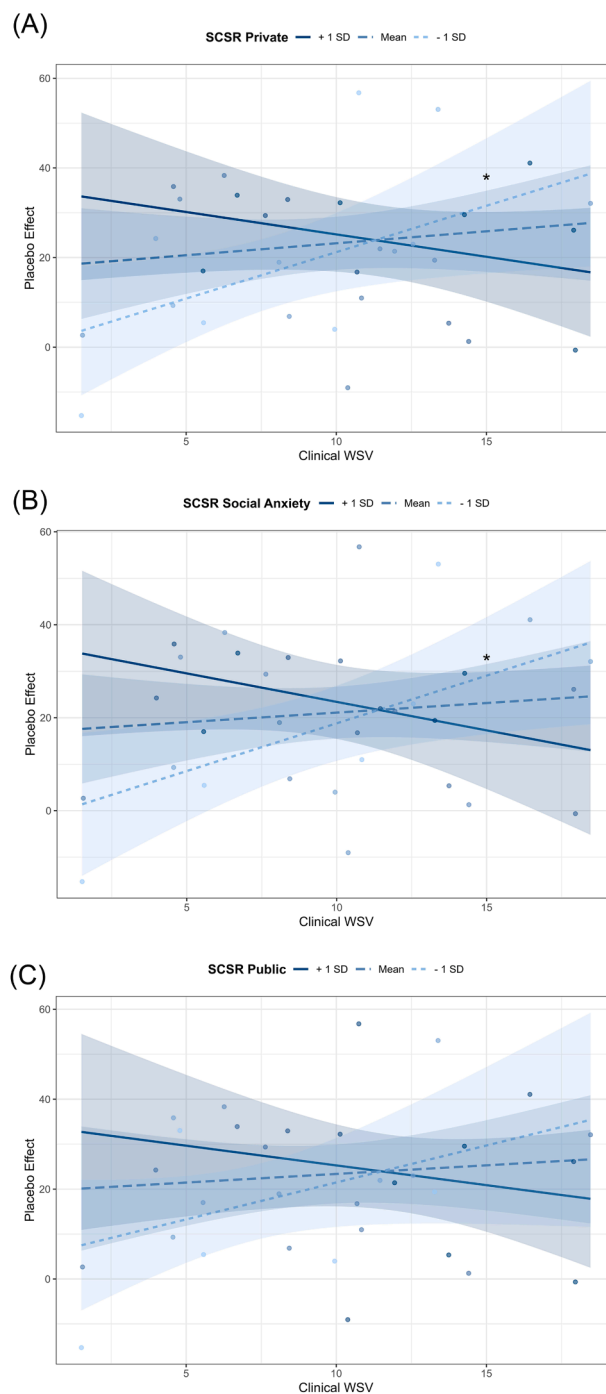 (A)
SCSR Private + 1 SD Mean - 1 SD
60
40
20
0
Placebo Effect
*
5 10 15
Clinical WSV
(B)
SCSR Social Anxiety + 1 SD Mean - 1 SD
60
40
20
0
Placebo Effect
*
5 10 15
Clinical WSV
(C)
SCSR Public + 1 SD Mean - 1 SD
60
40
20
0
Placebo Effect
5 10 15
Clinical WSV